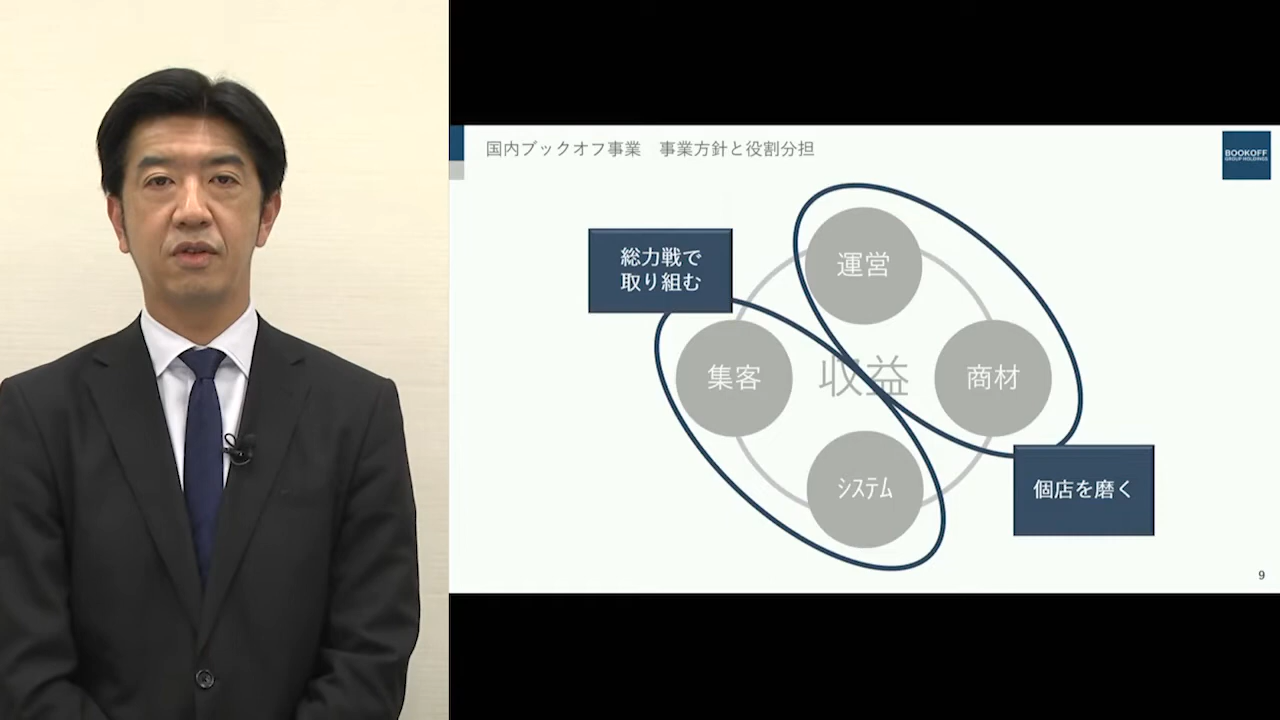 国内ブックオフ事業　事業方針と役割分担
BOOKOFF
GROUP HOLDINGS
総力戦で
取り組む
運営
集客
収益
商材
システム
個店を磨く
9